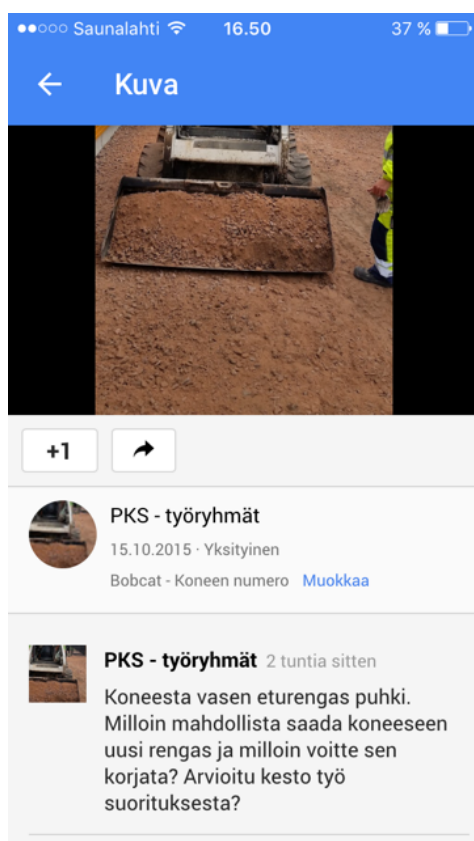 Saunalahti 16.50 37 %
Kuva
+1
PKS - työryhmät
15.10.2015 · Yksityinen
Bobcat - Koneen numero Muokkaa
PKS - työryhmät 2 tuntia sitten
Koneesta vasen eturengas puhki.
Milloin mahdollista saada koneeseen
uusi rengas ja milloin voitte sen
korjata? Arvioitu kesto työ
suorituksesta?